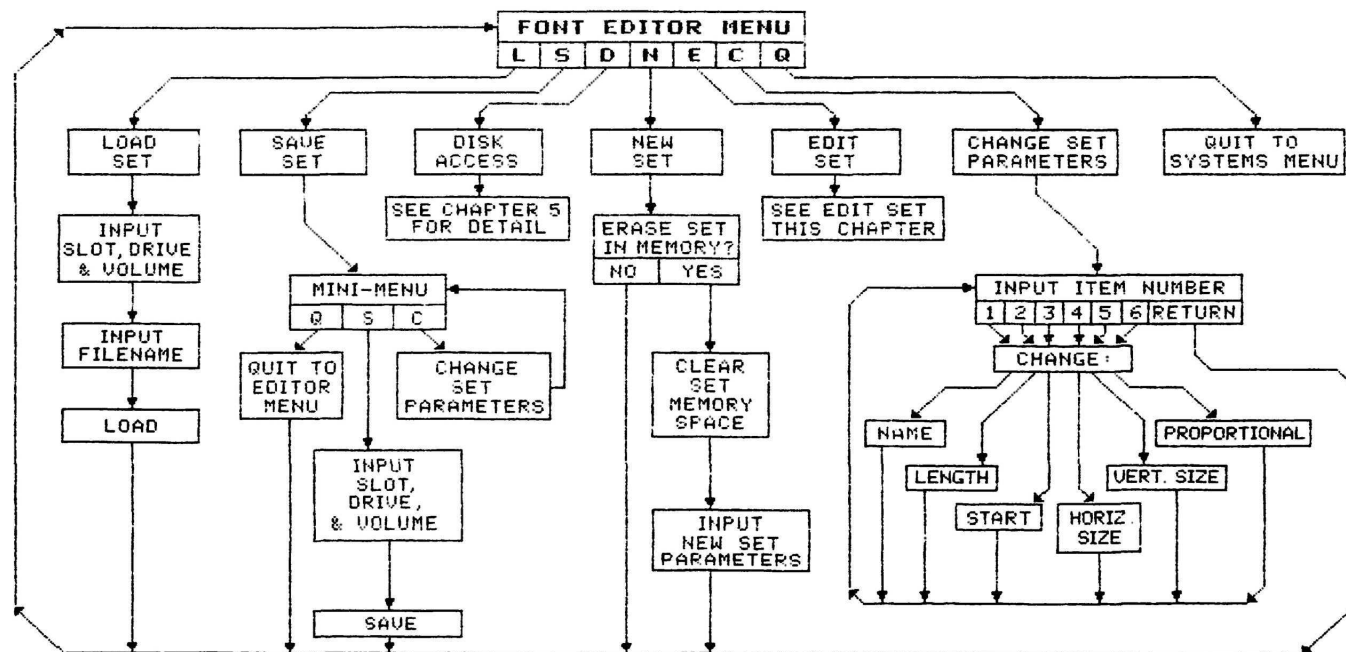 FONT EDITOR MENU
L S D N E C Q
LOAD
SET
SAVE
SET
DISK
ACCESS
NEW
SET
EDIT
SET
CHANGE SET
PARAMETERS
QUIT TO
SYSTEMS MENU
INPUT
SLOT, DRIVE
& VOLUME
SEE CHAPTER 5
FOR DETAIL
ERASE SET
IN MEMORY?
NO YES
SEE EDIT SET
THIS CHAPTER
MINI-MENU
Q S C
INPUT ITEM NUMBER
1 2 3 4 5 6 RETURN
INPUT
FILENAME
QUIT TO
EDITOR
MENU
CHANGE
SET
PARAMETERS
CLEAR
SET
MEMORY
SPACE
CHANGE:
LOAD
NAME
PROPORTIONAL
INPUT
SLOT,
DRIVE,
& VOLUME
LENGTH
VERT. SIZE
START
HORIZ.
SIZE
INPUT
NEW SET
PARAMETERS
SAVE